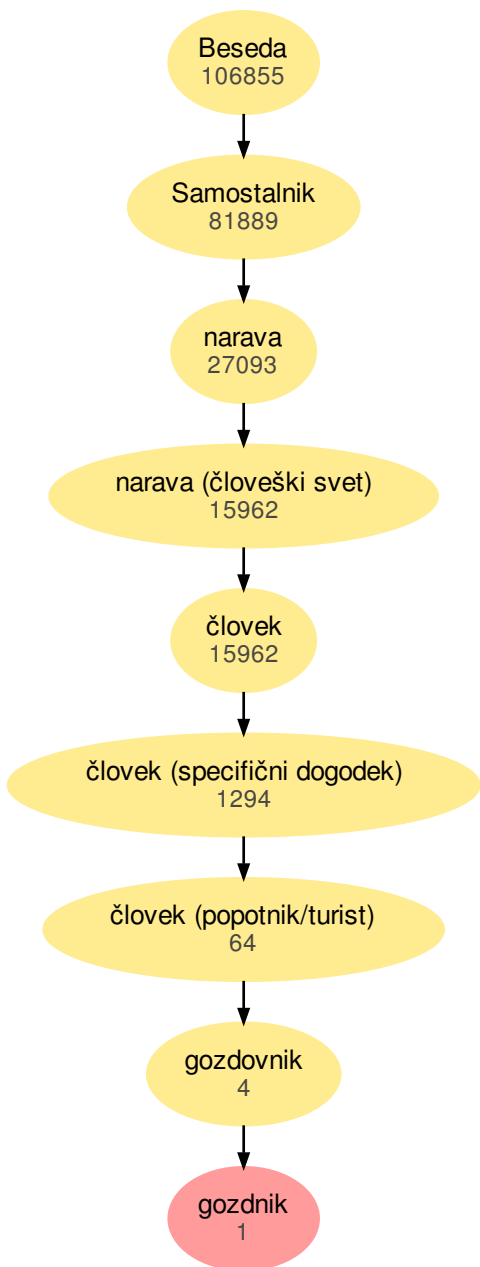 Beseda
106855
Samostalnik
81889
narava
27093
narava (človeški svet)
15962
človek
15962
človek (specifični dogodek)
1294
človek (popotnik/turist)
64
gozdovnik
4
gozdnik
1